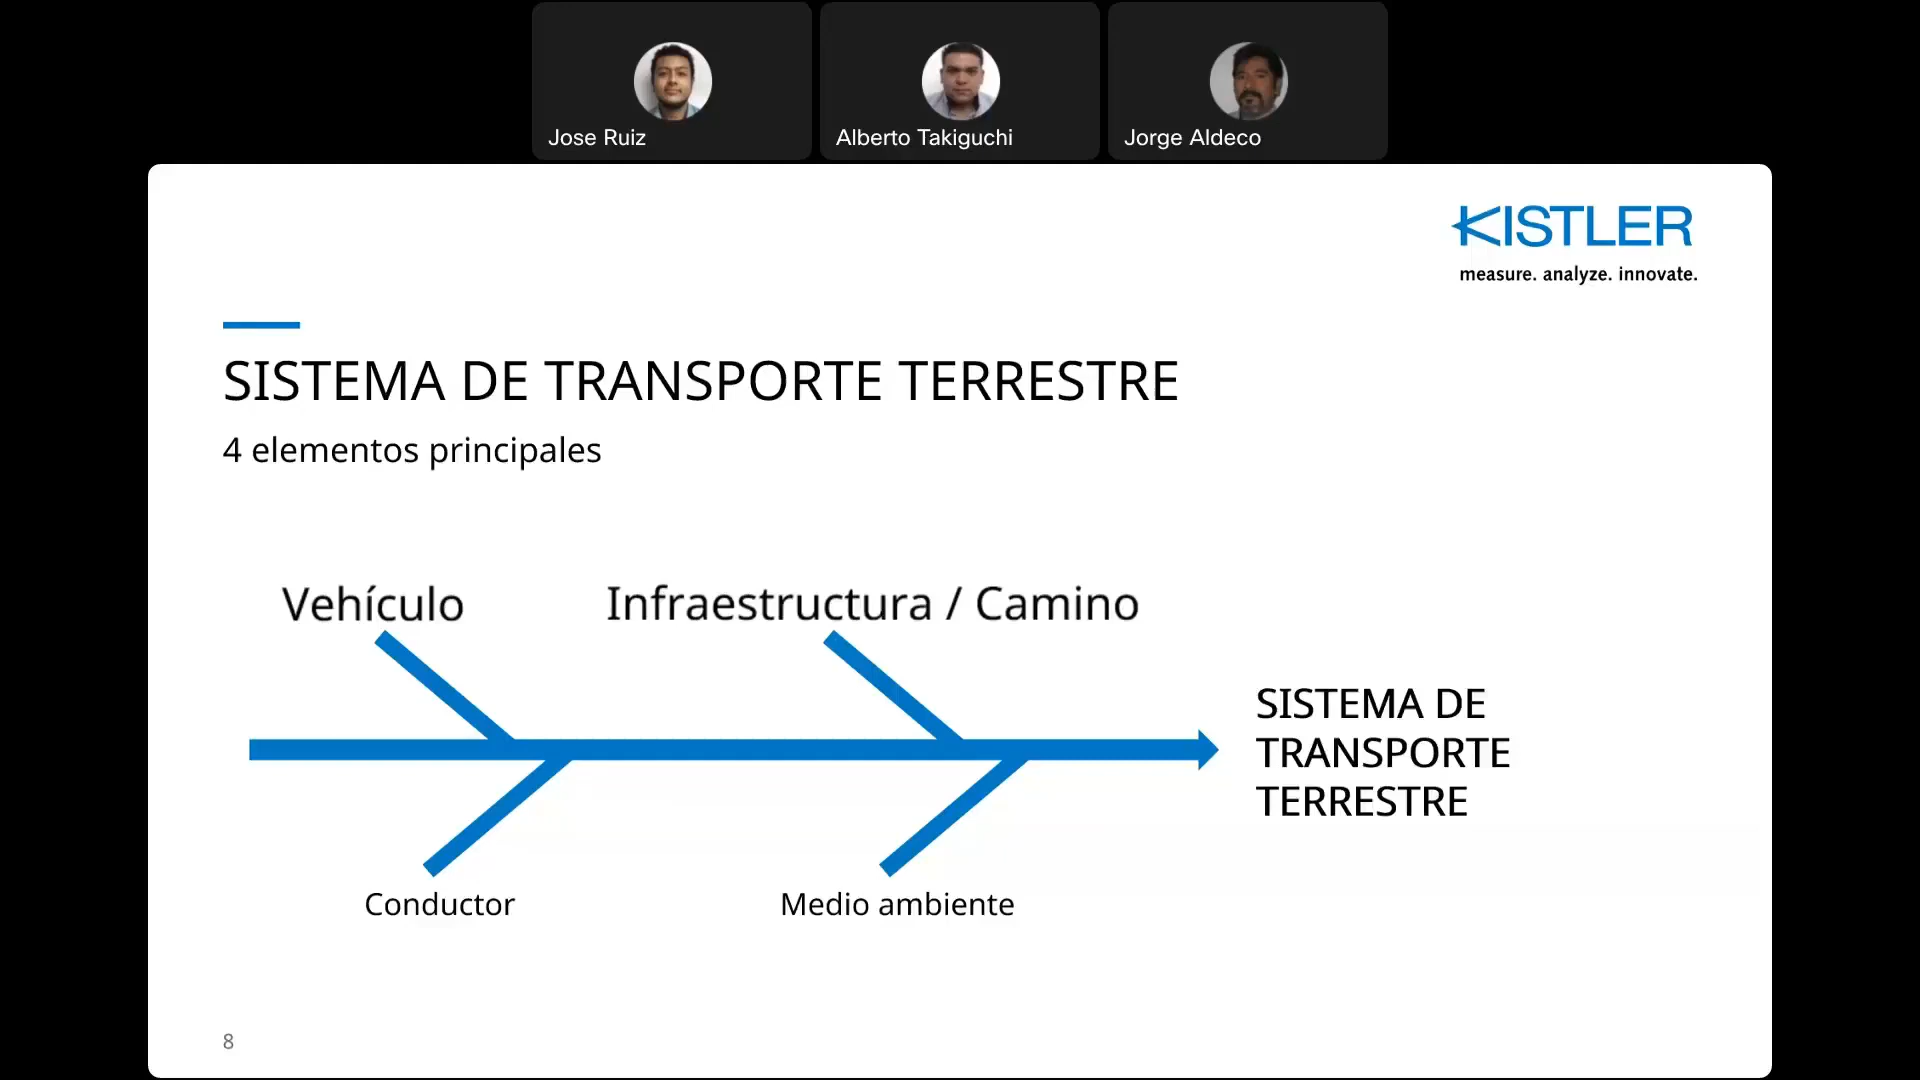 Jose Ruiz
Alberto Takiguchi
Jorge Aldeco
KISTLER
measure. analyze. innovate.
SISTEMA DE TRANSPORTE TERRESTRE
4 elementos principales
Vehículo
Infraestructura / Camino
SISTEMA DE
TRANSPORTE
TERRESTRE
Conductor
Medio ambiente
8